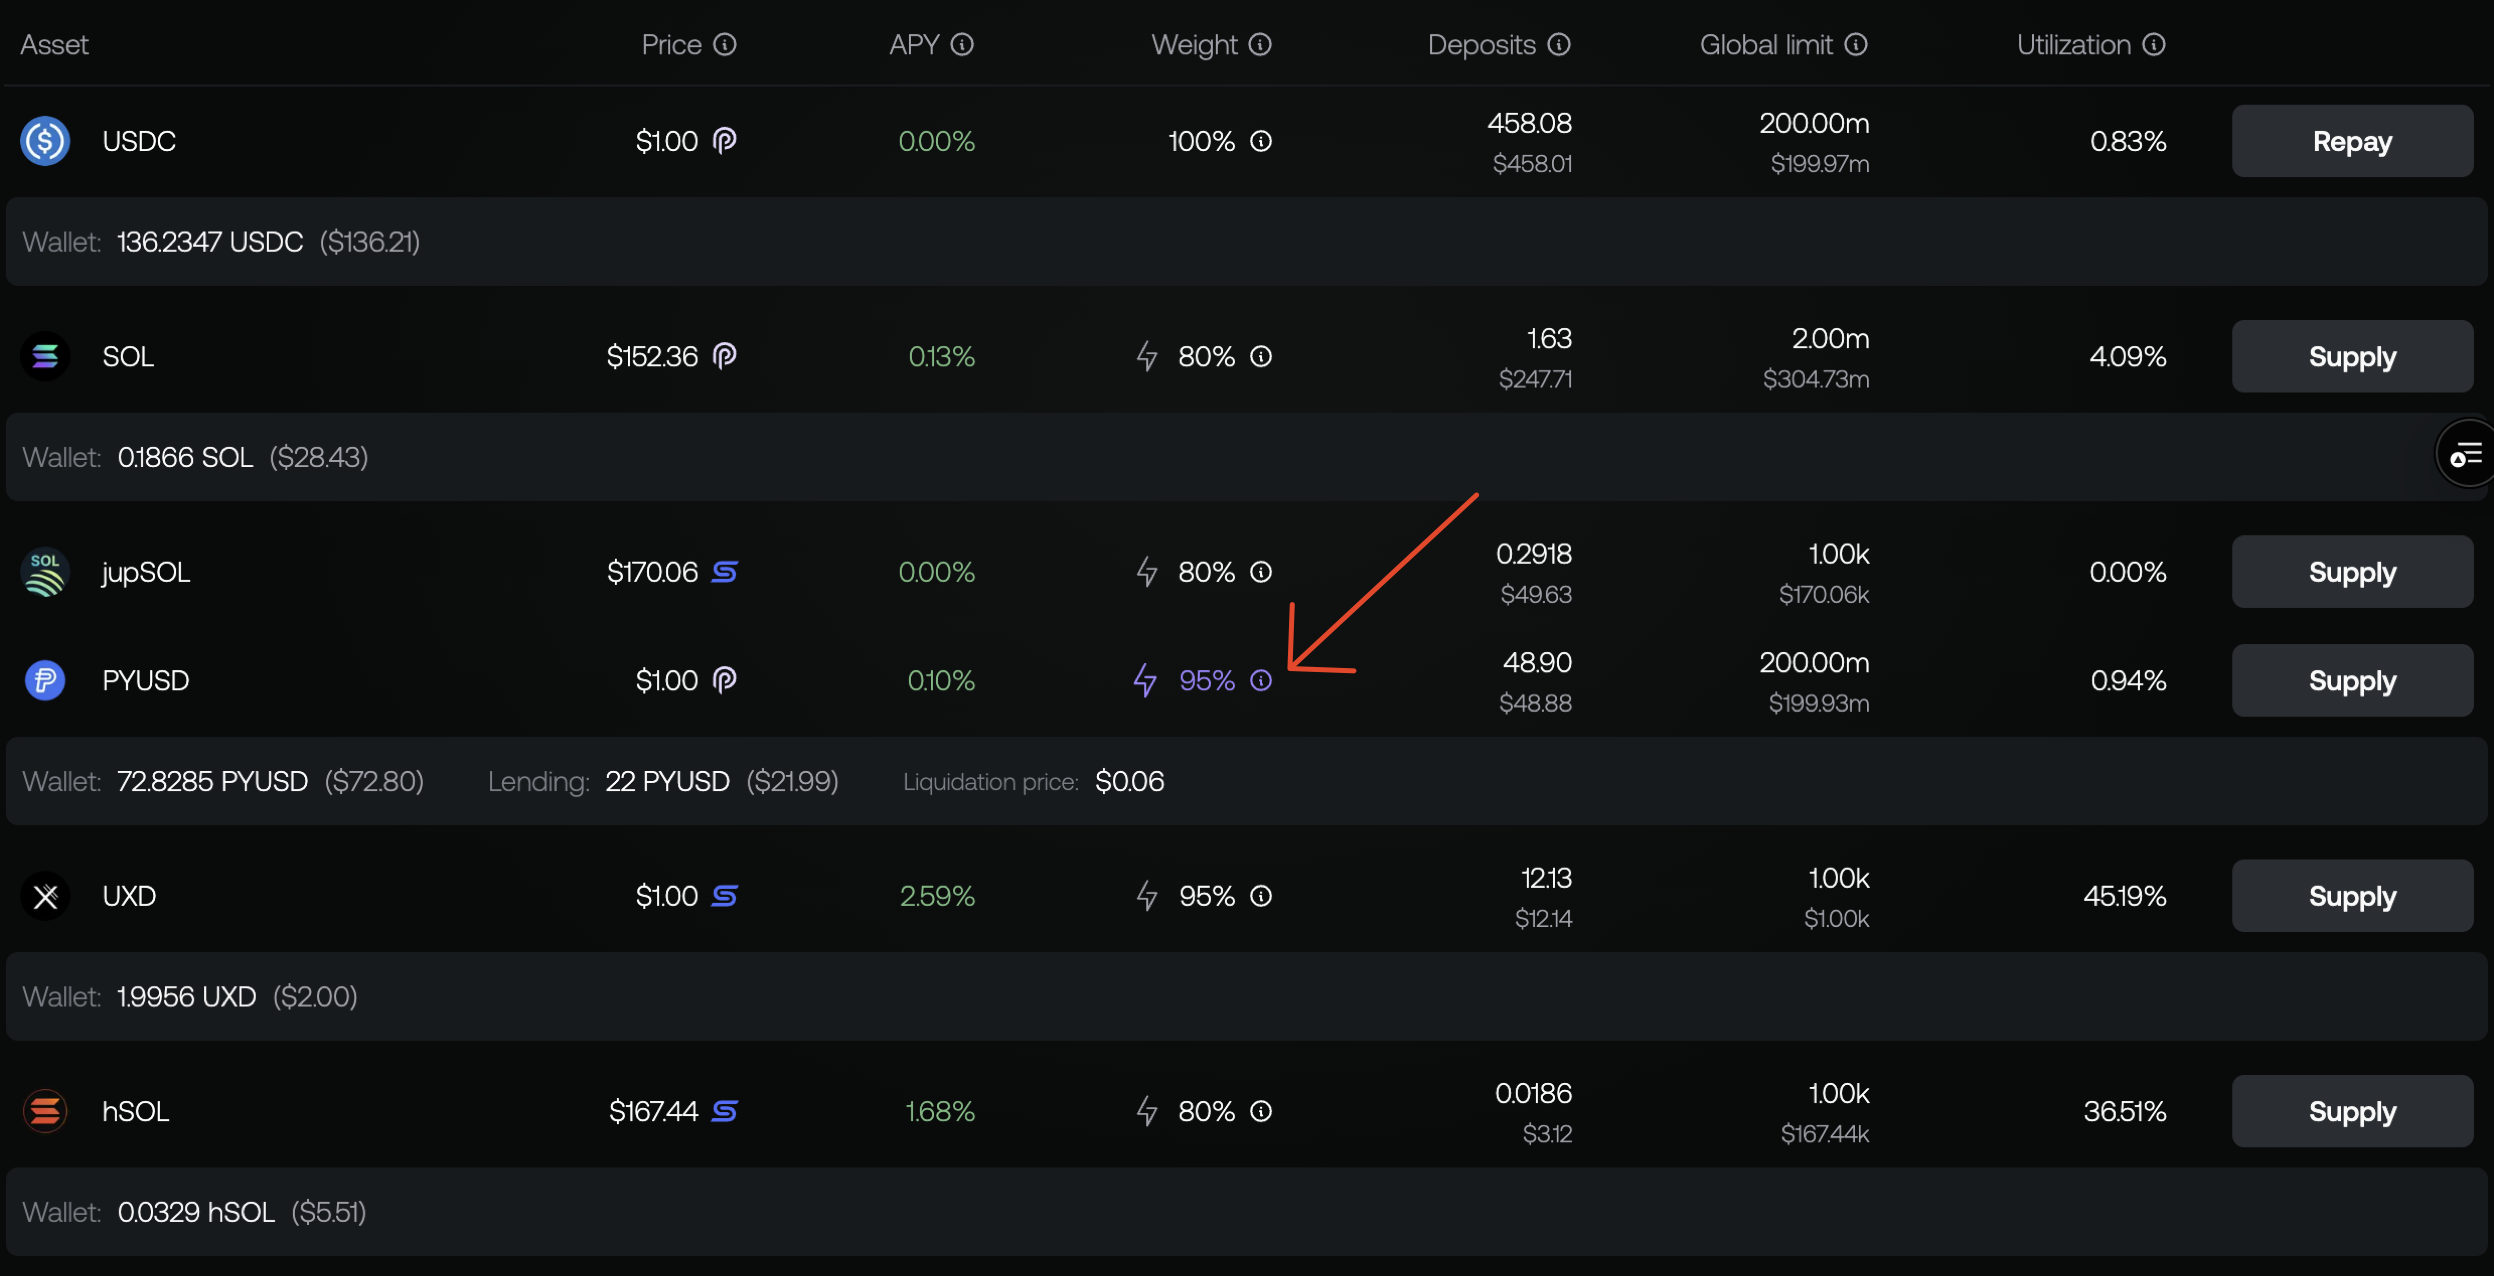 Asset Price APY Weight Deposits Global limit Utilization
USDC $1.00 0.00% 100% 458.08 200.00m 0.83% Repay
$458.01 $199.97m
Wallet: 136.2347 USDC ($136.21)
SOL $152.36 0.13% 80% 1.63 2.00m 4.09% Supply
$247.71 $304.73m
Wallet: 0.1866 SOL ($28.43)
SOL
jupSOL $170.06 0.00% 80% 0.2918 1.00k 0.00% Supply
$49.63 $170.06k
PYUSD $1.00 0.10% 95% 48.90 200.00m 0.94% Supply
$48.88 $199.93m
Wallet: 72.8285 PYUSD ($72.80) Lending: 22 PYUSD ($21.99) Liquidation price: $0.06
UXD $1.00 2.59% 95% 12.13 1.00k 45.19% Supply
$12.14 $1.00k
Wallet: 1.9956 UXD ($2.00)
hSOL $167.44 1.68% 80% 0.0186 1.00k 36.51% Supply
$3.12 $167.44k
Wallet: 0.0329 hSOL ($5.51)